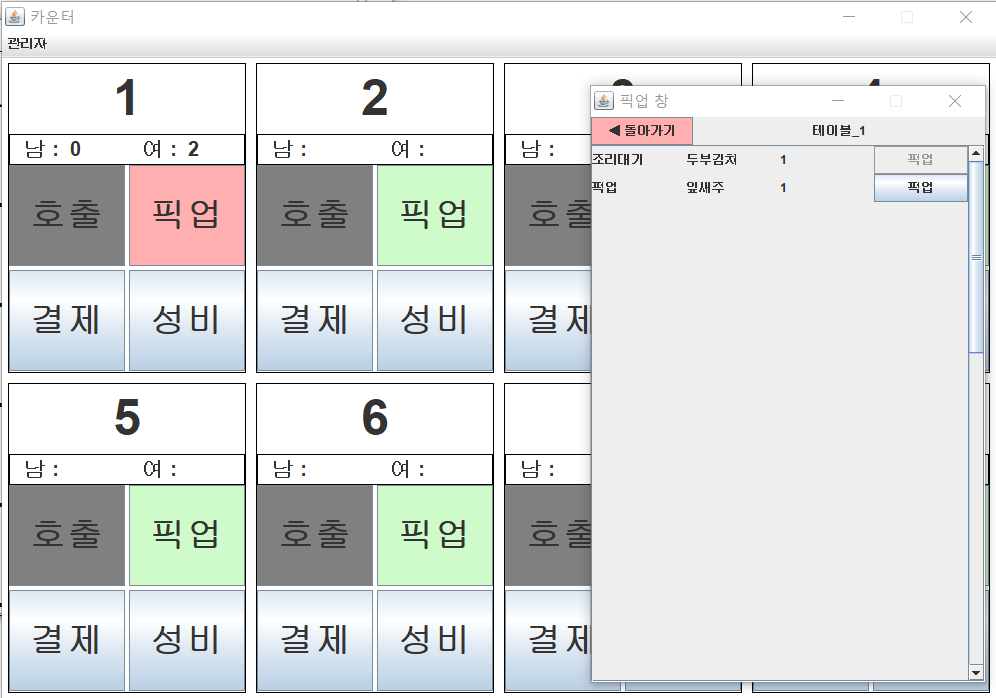 카운터
관리자
1
2
남 : 0 여 : 2
남 : 여 :
남 :
호출 픽업
호출 픽업
결제 성비
결제 성비
결제
5
6
남 : 여 :
남 : 여 :
남 :
호출 픽업
호출 픽업
결제 성비
결제 성비
결제
픽업 창
◀ 돌아가기 테이블_1
조리대기 두부김치 1 픽업
픽업 잎새주 1 픽업